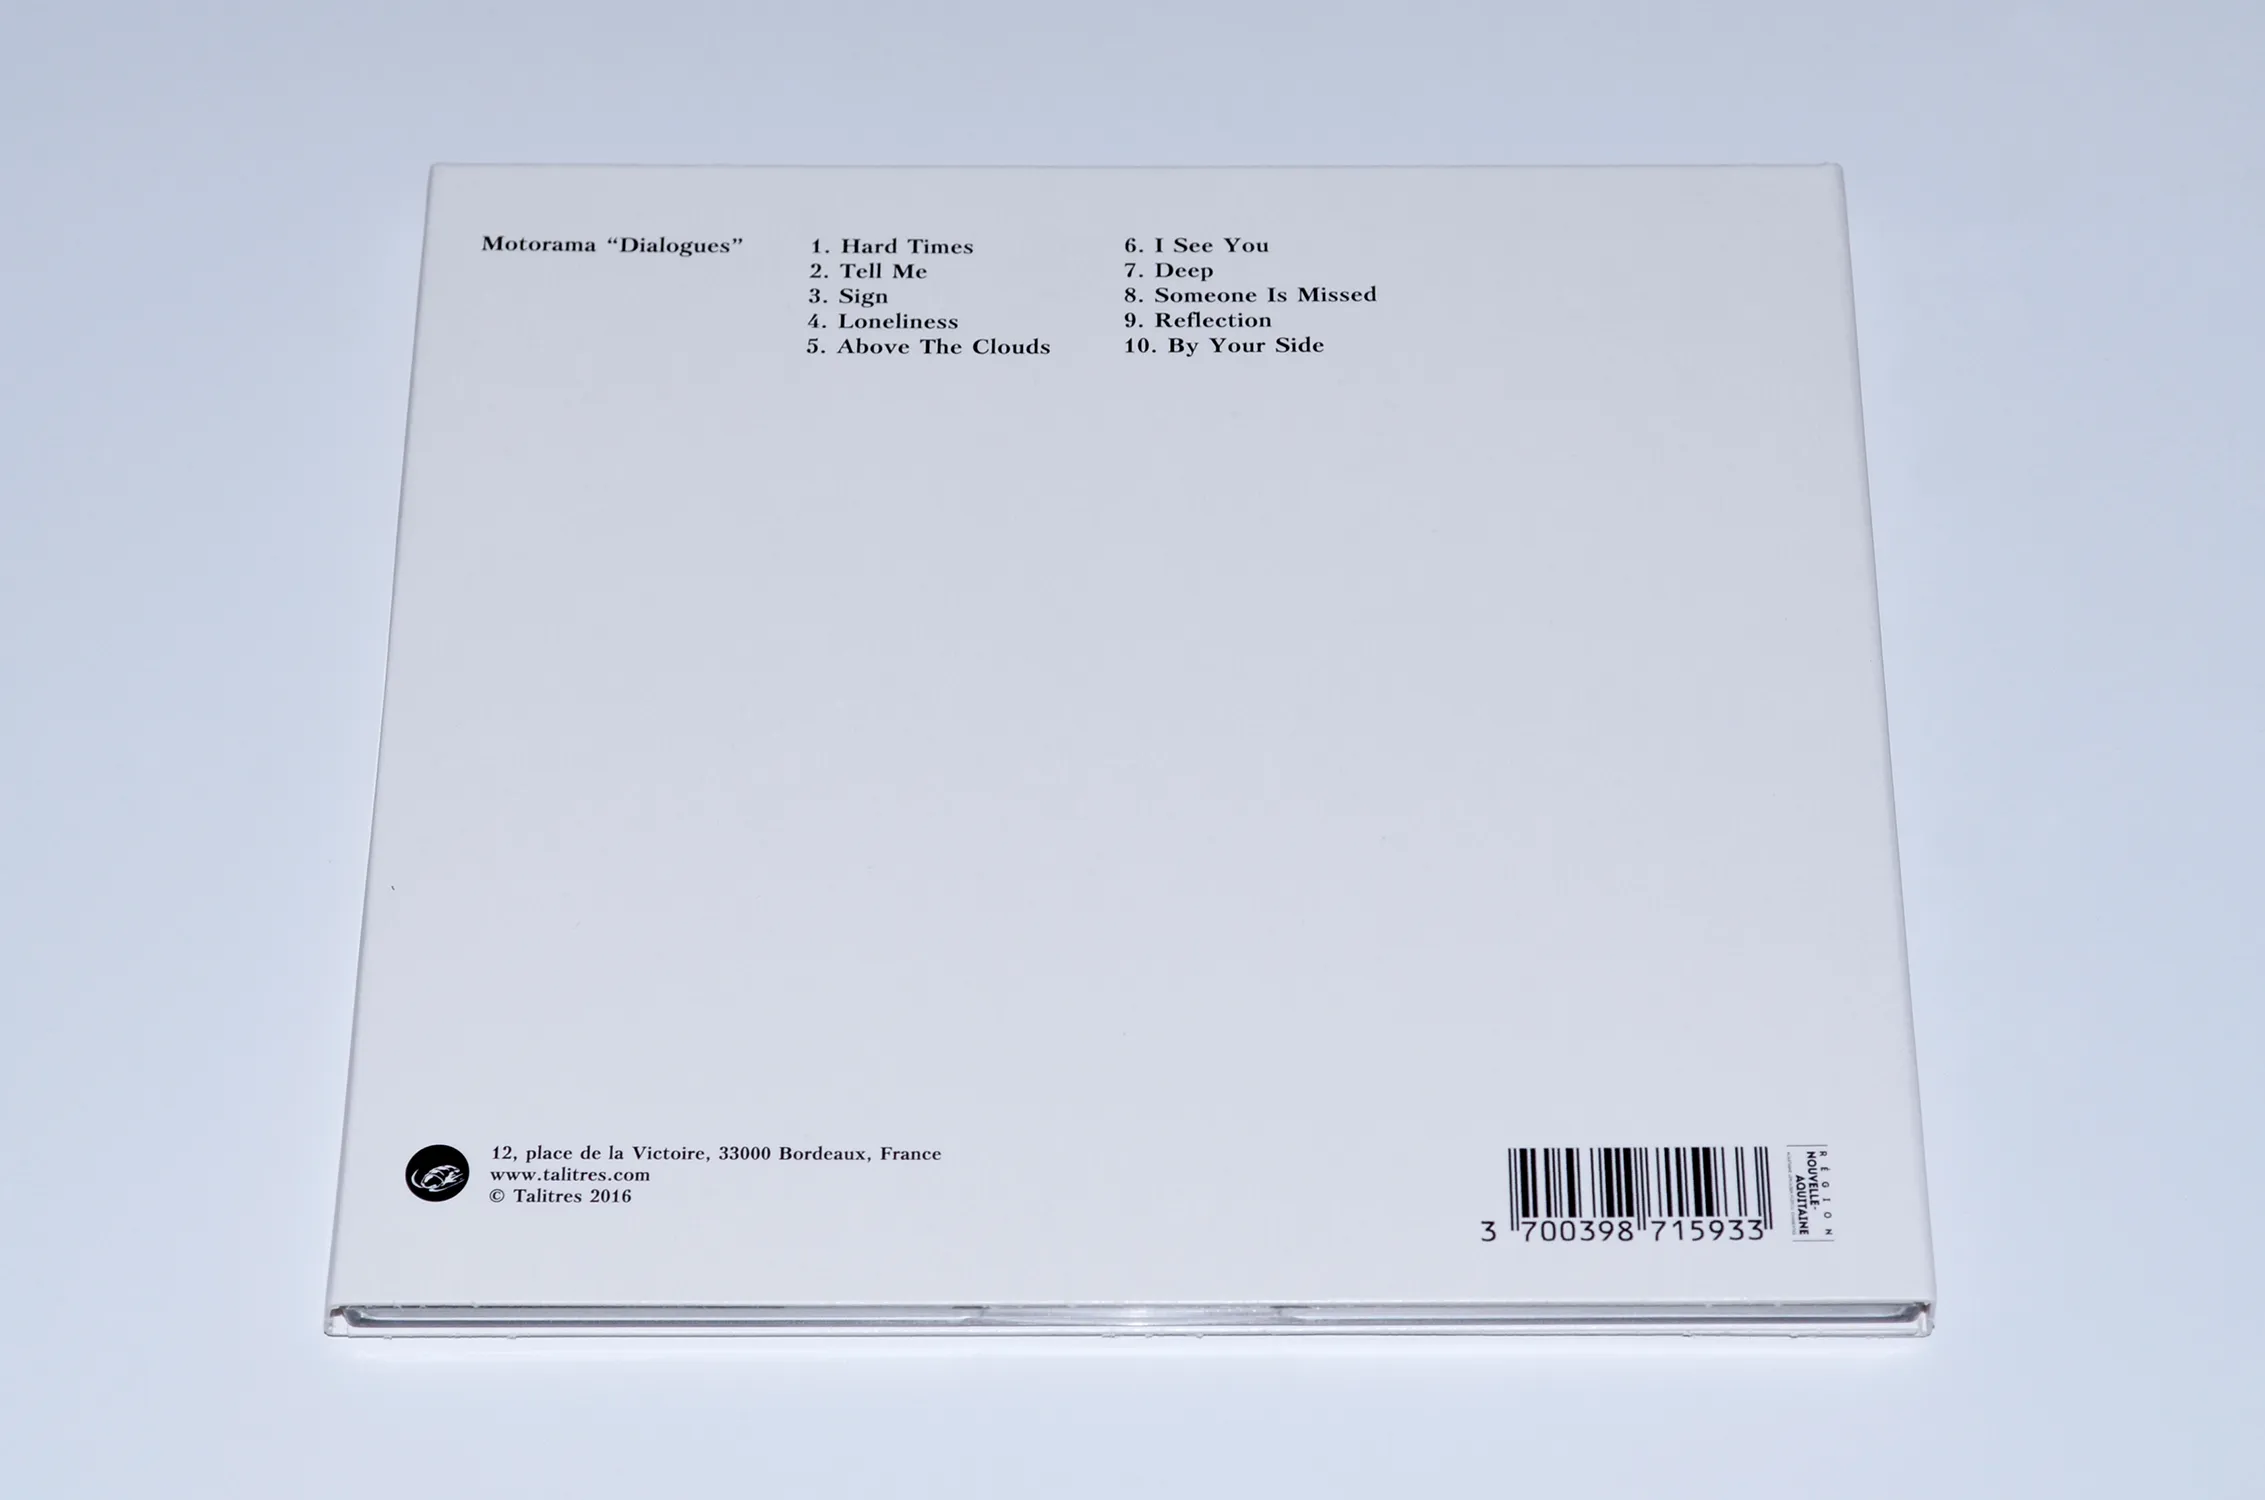 Motorama “Dialogues”
1. Hard Times
2. Tell Me
3. Sign
4. Loneliness
5. Above The Clouds
6. I See You
7. Deep
8. Someone Is Missed
9. Reflection
10. By Your Side
12, place de la Victoire, 33000 Bordeaux, France
www.talitres.com
© Talitres 2016
3 700398 715933
RÉGION
NOUVELLE-
AQUITAINE